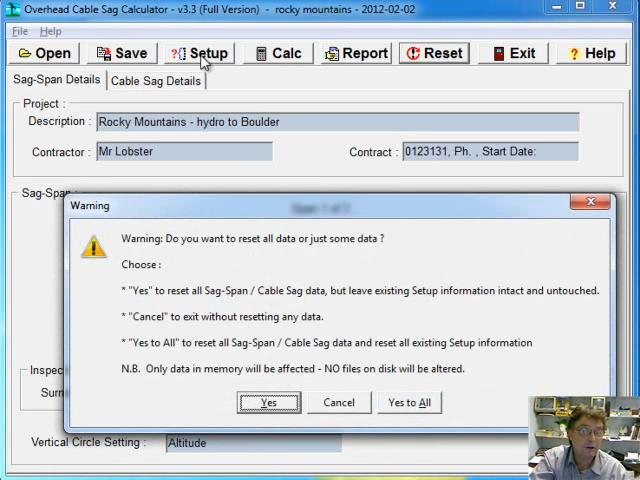 Overhead Cable Sag Calculator - v3.3 (Full Version) - rocky mountains - 2012-02-02
File Help
Open Save ?{} Setup Calc Report Reset Exit ? Help
Sag-Span Details Cable Sag Details
Project :
Description : Rocky Mountains - hydro to Boulder
Contractor : Mr Lobster Contract : 0123131, Ph. , Start Date:
Sag-Span
Warning
Warning: Do you want to reset all data or just some data ?
Choose :
* "Yes" to reset all Sag-Span / Cable Sag data, but leave existing Setup information intact and untouched.
* "Cancel" to exit without resetting any data.
* "Yes to All" to reset all Sag-Span / Cable Sag data and reset all existing Setup information
N.B. Only data in memory will be affected - NO files on disk will be altered.
Yes Cancel Yes to All
Vertical Circle Setting : Altitude